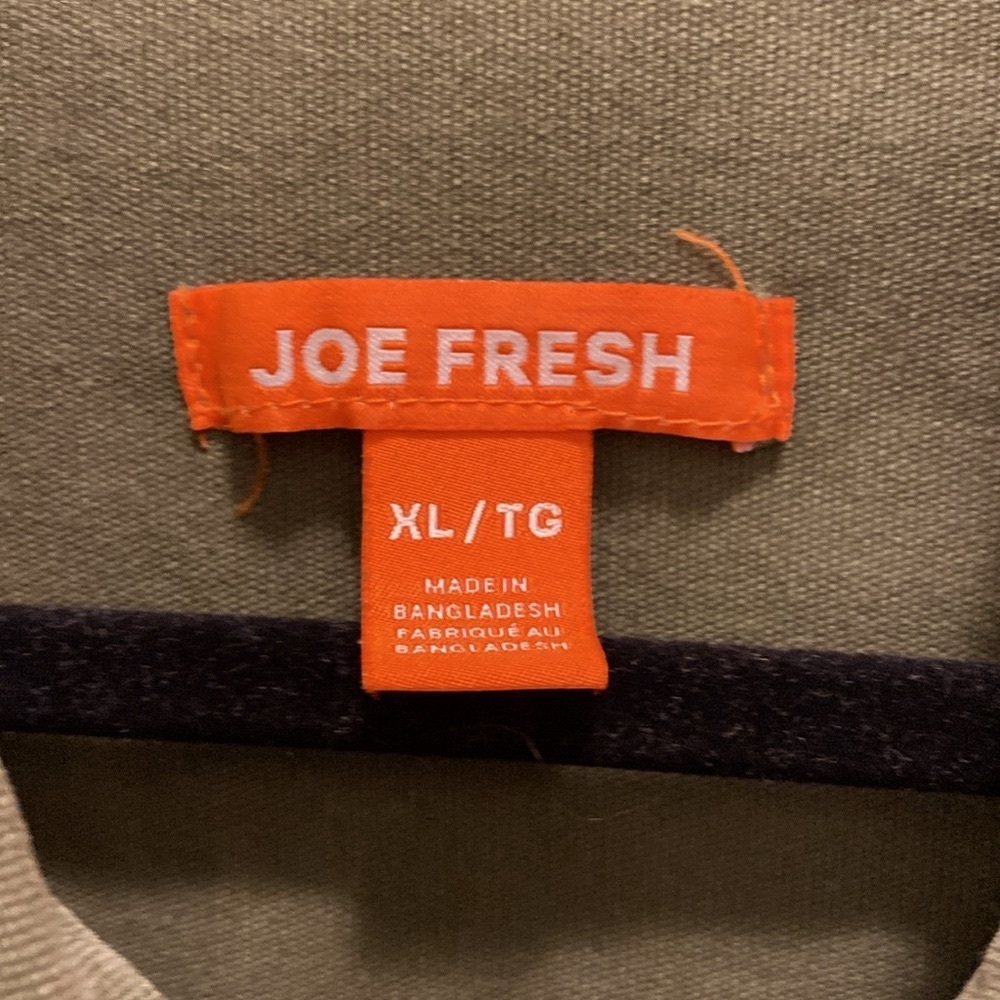 JOE FRESH
XL/TG
MADE IN
BANGLADESH
FABRIQUÉ AU
BANGLADESH